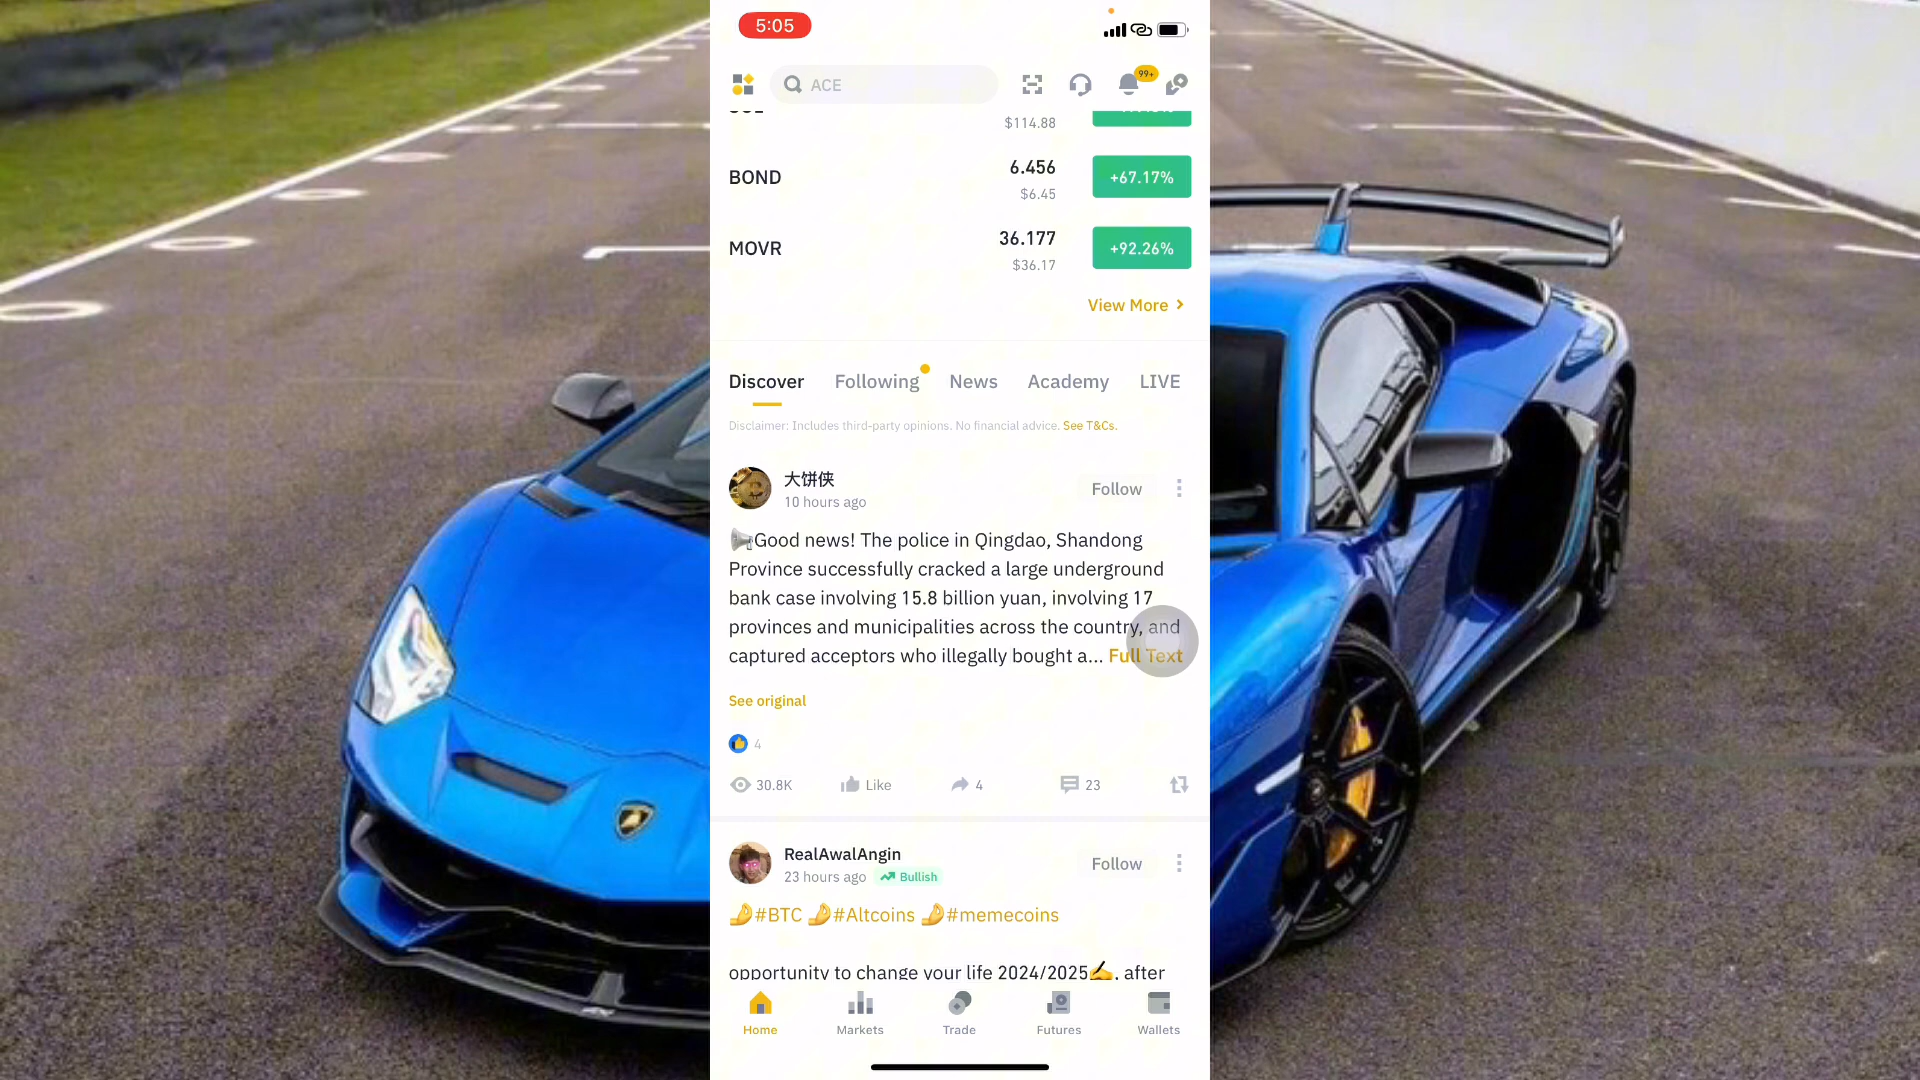 5:05
ACE
99+
$114.88
BOND 6.456 +67.17%
$6.45
MOVR 36.177 +92.26%
$36.17
View More
Discover Following News Academy LIVE
Disclaimer: Includes third-party opinions. No financial advice. See T&Cs.
大饼侠
10 hours ago
Follow
📢Good news! The police in Qingdao, Shandong
Province successfully cracked a large underground
bank case involving 15.8 billion yuan, involving 17
provinces and municipalities across the country, and
captured acceptors who illegally bought a... Full Text
See original
4
30.8K Like 4 23
RealAwalAngin
23 hours ago Bullish
Follow
🤌#BTC 🤌#Altcoins 🤌#memecoins
opportunity to change your life 2024/2025✍, after
Home Markets Trade Futures Wallets